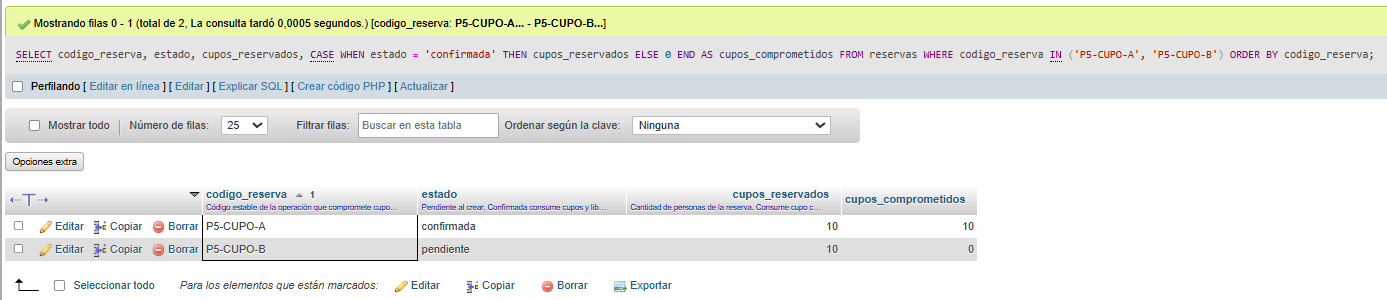 Mostrando filas 0 - 1 (total de 2, La consulta tardó 0,0005 segundos.) [codigo_reserva: P5-CUPO-A... - P5-CUPO-B...]
SELECT codigo_reserva, estado, cupos_reservados, CASE WHEN estado = 'confirmada' THEN cupos_reservados ELSE 0 END AS cupos_comprometidos FROM reservas WHERE codigo_reserva IN ('P5-CUPO-A', 'P5-CUPO-B') ORDER BY codigo_reserva;
Perfilando [ Editar en línea ] [ Editar ] [ Explicar SQL ] [ Crear código PHP ] [ Actualizar ]
Mostrar todo Número de filas: 25 Filtrar filas: Buscar en esta tabla Ordenar según la clave: Ninguna
Opciones extra
codigo_reserva 1 estado cupos_reservados cupos_comprometidos
Código estable de la operación que compromete cupo... Pendiente al crear. Confirmada consume cupos y lib... Cantidad de personas de la reserva. Consume cupo c...
Editar Copiar Borrar P5-CUPO-A confirmada 10 10
Editar Copiar Borrar P5-CUPO-B pendiente 10 0
Seleccionar todo Para los elementos que están marcados: Editar Copiar Borrar Exportar